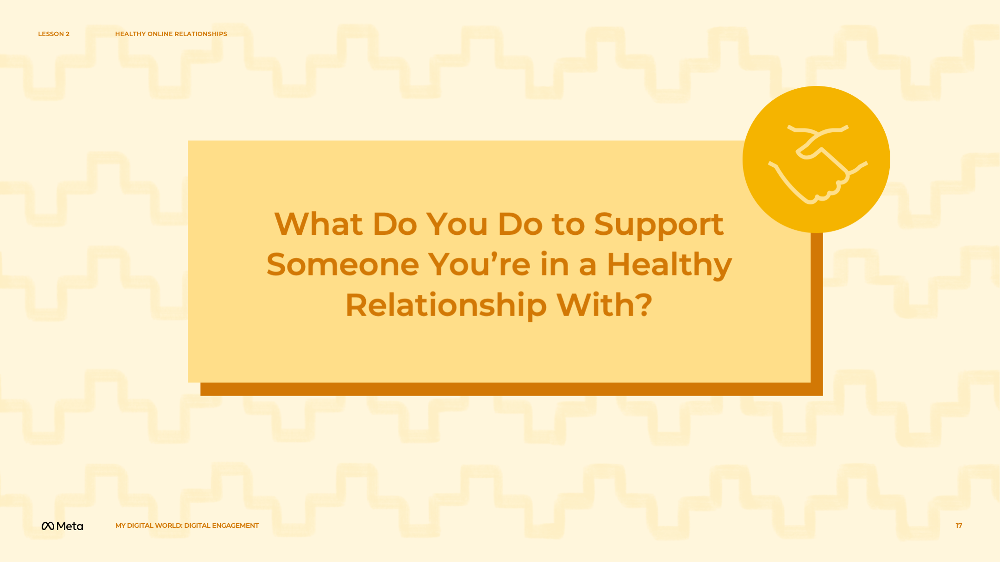 LESSON 2
HEALTHY ONLINE RELATIONSHIPS
What Do You Do to Support
Someone You’re in a Healthy
Relationship With?
Meta
MY DIGITAL WORLD: DIGITAL ENGAGEMENT
17